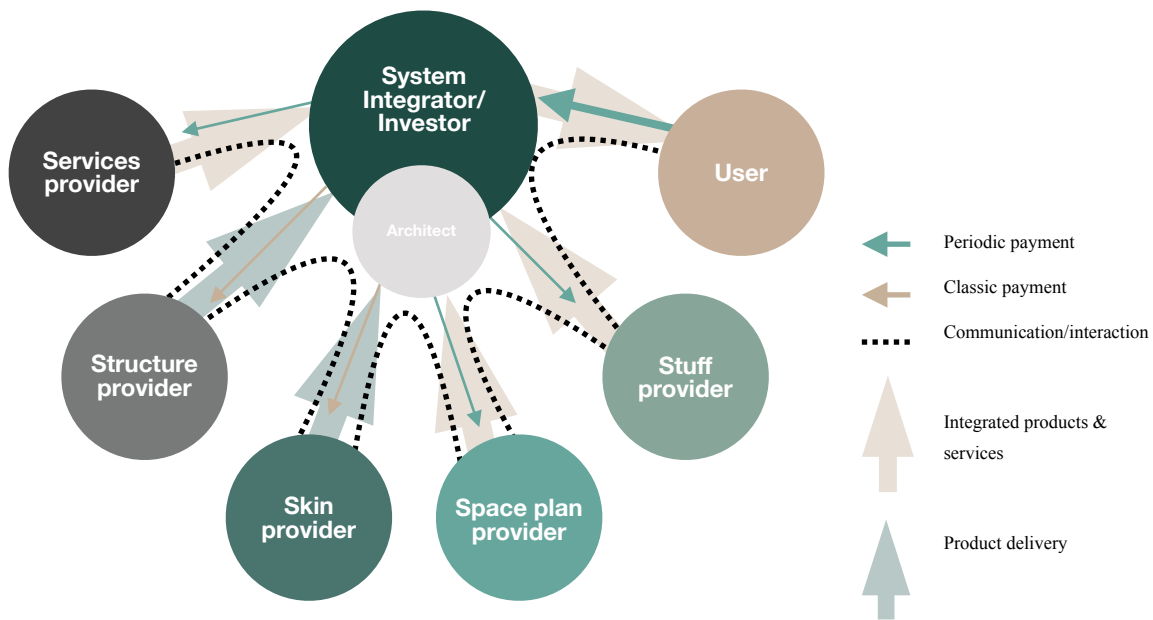 System
Integrator/
Investor
Services
provider
User
Architect
Periodic payment
Classic payment
Communication/interaction
Structure
provider
Stuff
provider
Integrated products &
services
Skin
provider
Space plan
provider
Product delivery